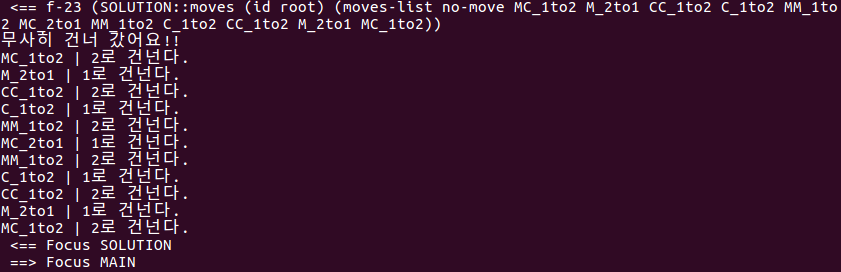 <== f-23 (SOLUTION::moves (id root) (moves-list no-move MC_1to2 M_2to1 CC_1to2 C_1to2 MM_1to
2 MC_2to1 MM_1to2 C_1to2 CC_1to2 M_2to1 MC_1to2))
무사히 건너 갔어요!!
MC_1to2 | 2로 건넌다.
M_2to1 | 1로 건넌다.
CC_1to2 | 2로 건넌다.
C_1to2 | 1로 건넌다.
MM_1to2 | 2로 건넌다.
MC_2to1 | 1로 건넌다.
MM_1to2 | 2로 건넌다.
C_1to2 | 1로 건넌다.
CC_1to2 | 2로 건넌다.
M_2to1 | 1로 건넌다.
MC_1to2 | 2로 건넌다.
<== Focus SOLUTION
==> Focus MAIN